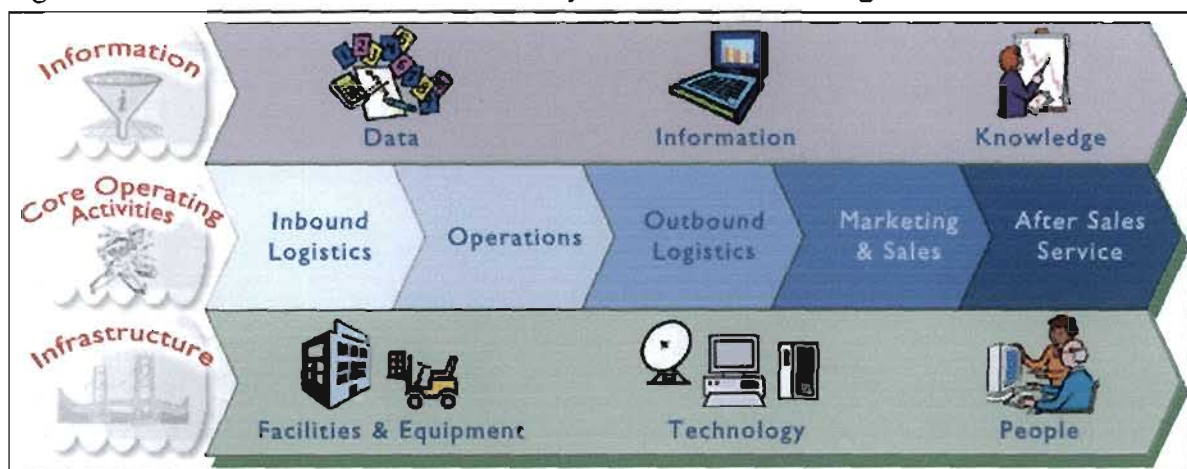 Information
Data
Information
Knowledge
Core Operating
Activities
Inbound
Logistics
Operations
Outbound
Logistics
Marketing
& Sales
After Sales
Service
Infrastructure
Facilities & Equipment
Technology
People